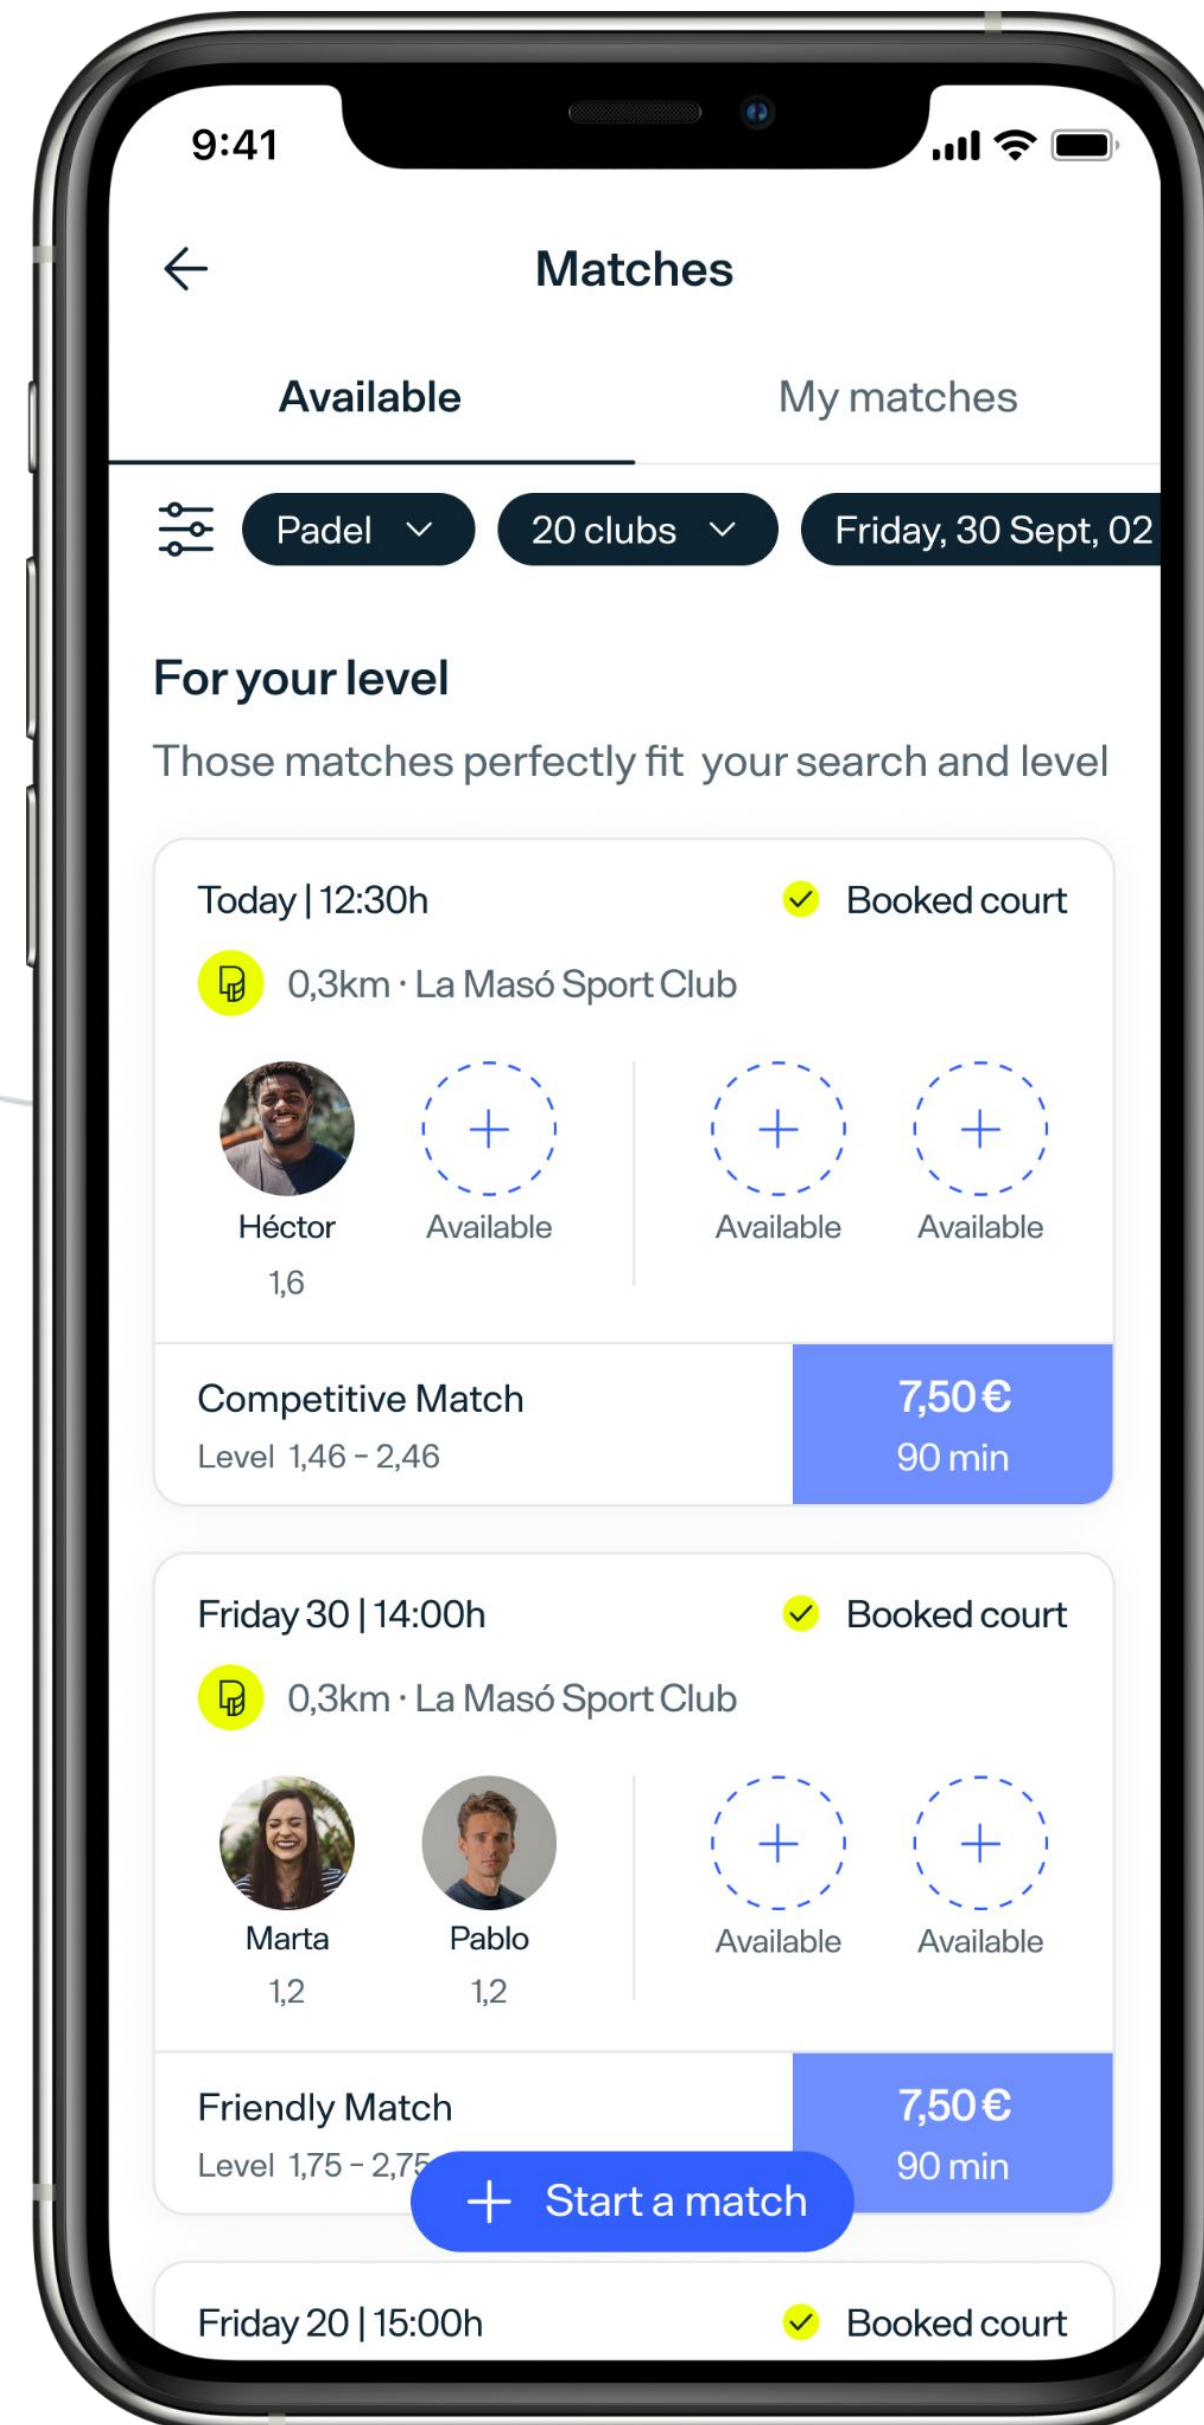 9:41
Matches
Available My matches
Padel 20 clubs Friday, 30 Sept, 02
For your level
Those matches perfectly fit your search and level
Today | 12:30h Booked court
0,3km · La Masó Sport Club
Héctor Available Available Available
1,6
Competitive Match 7,50 €
Level 1,46 – 2,46 90 min
Friday 30 | 14:00h Booked court
0,3km · La Masó Sport Club
Marta Pablo Available Available
1,2 1,2
Friendly Match 7,50 €
Level 1,75 – 2,75 90 min
+ Start a match
Friday 20 | 15:00h Booked court